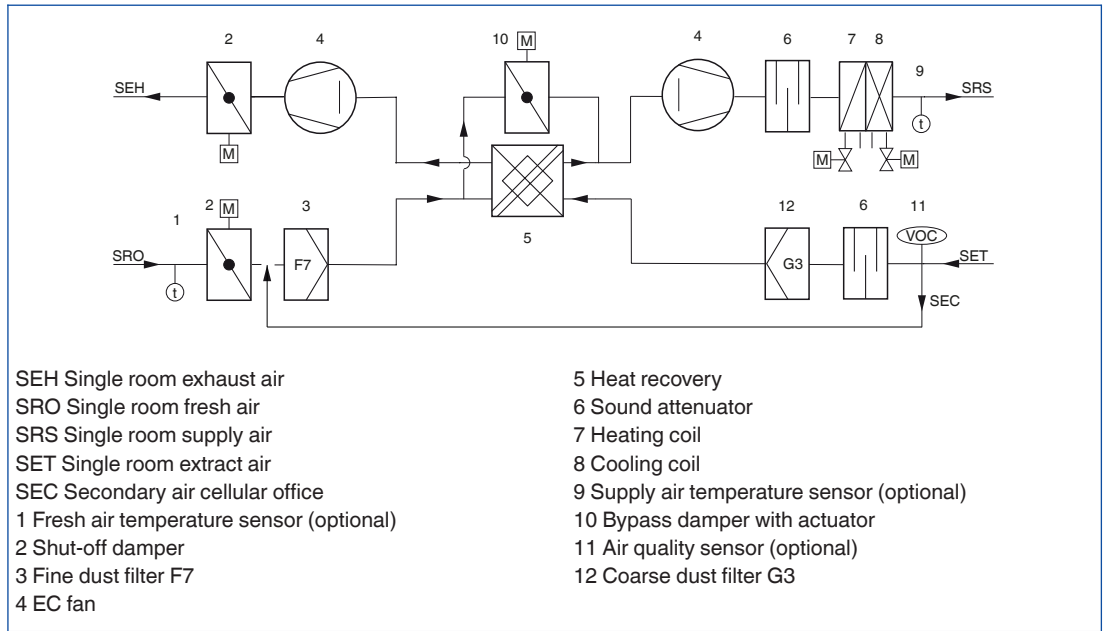 2
4
10
M
4
6
7
8
9
SEH
SRS
t
M
M
M
1
2
M
3
5
12
6
11
VOC
SRO
F7
G3
SET
t
SEC
SEH Single room exhaust air
SRO Single room fresh air
SRS Single room supply air
SET Single room extract air
SEC Secondary air cellular office
1 Fresh air temperature sensor (optional)
2 Shut-off damper
3 Fine dust filter F7
4 EC fan
5 Heat recovery
6 Sound attenuator
7 Heating coil
8 Cooling coil
9 Supply air temperature sensor (optional)
10 Bypass damper with actuator
11 Air quality sensor (optional)
12 Coarse dust filter G3